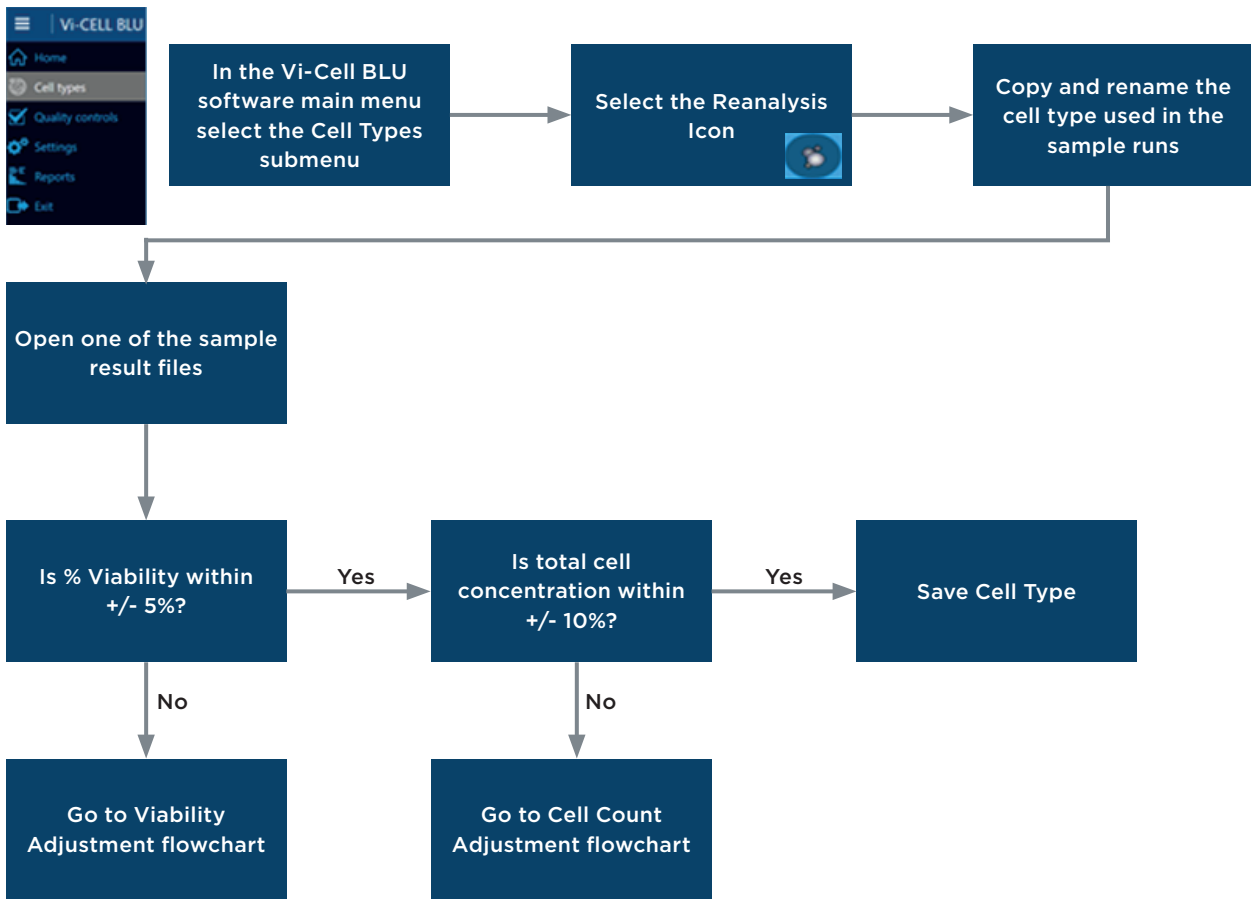 Vi-CELL BLU
Home
Cell types
Quality controls
Settings
Reports
Exit
In the Vi-Cell BLU
software main menu
select the Cell Types
submenu
Select the Reanalysis
Icon
Copy and rename the
cell type used in the
sample runs
Open one of the sample
result files
Is % Viability within
+/- 5%?
Yes
Is total cell
concentration within
+/- 10%?
Yes
Save Cell Type
No
No
Go to Viability
Adjustment flowchart
Go to Cell Count
Adjustment flowchart